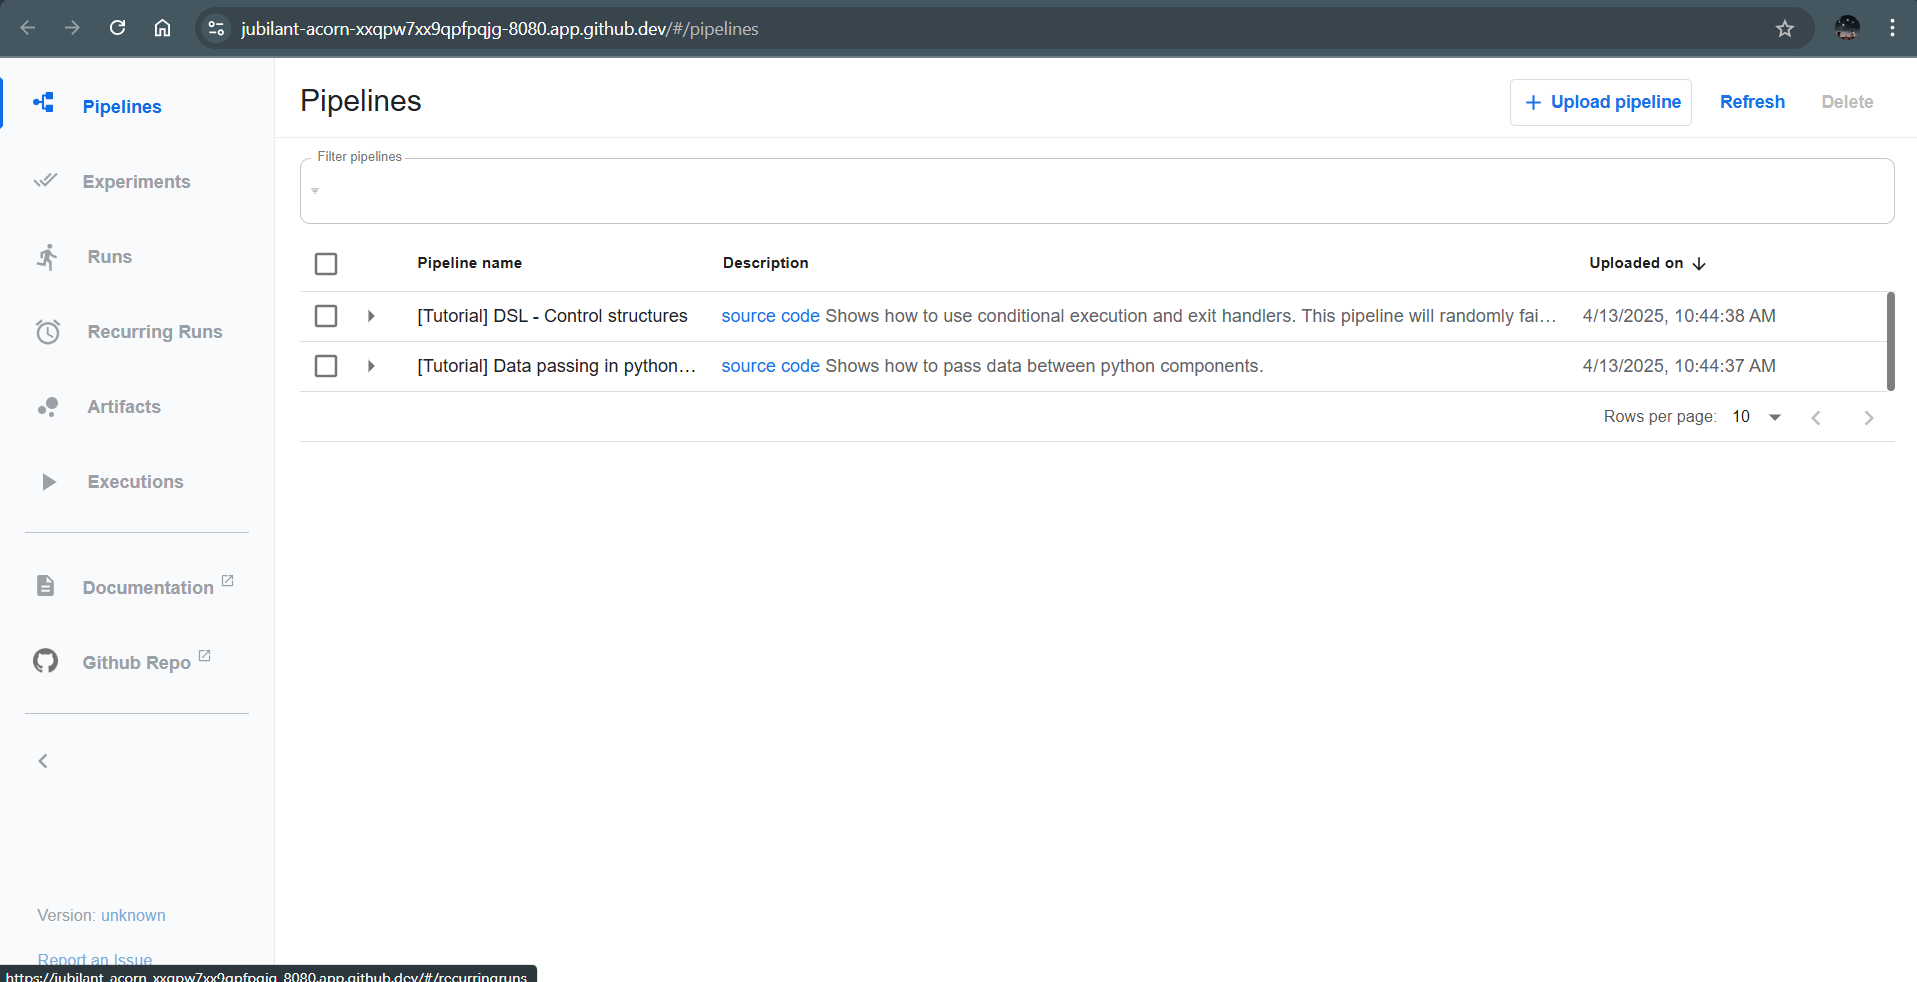 jubilant-acorn-xxqpw7xx9qpfpqjg-8080.app.github.dev/#/pipelines
Pipelines
Experiments
Runs
Recurring Runs
Artifacts
Executions
Documentation
Github Repo
Version: unknown
Report an Issue
Pipelines
+ Upload pipeline
Refresh
Delete
Filter pipelines
Pipeline name Description Uploaded on
[Tutorial] DSL - Control structures source code Shows how to use conditional execution and exit handlers. This pipeline will randomly fai… 4/13/2025, 10:44:38 AM
[Tutorial] Data passing in python… source code Shows how to pass data between python components. 4/13/2025, 10:44:37 AM
Rows per page: 10
https://jubilant-acorn-xxqpw7xx9qpfpqjg-8080.app.github.dev/#/recurringruns